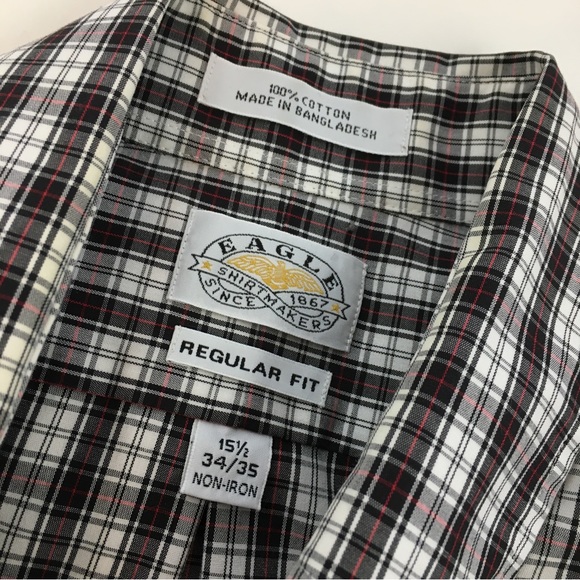 100% COTTON
MADE IN BANGLADESH
EAGLE
SHIRTMAKERS
SINCE 1867
REGULAR FIT
15½
34/35
NON-IRON